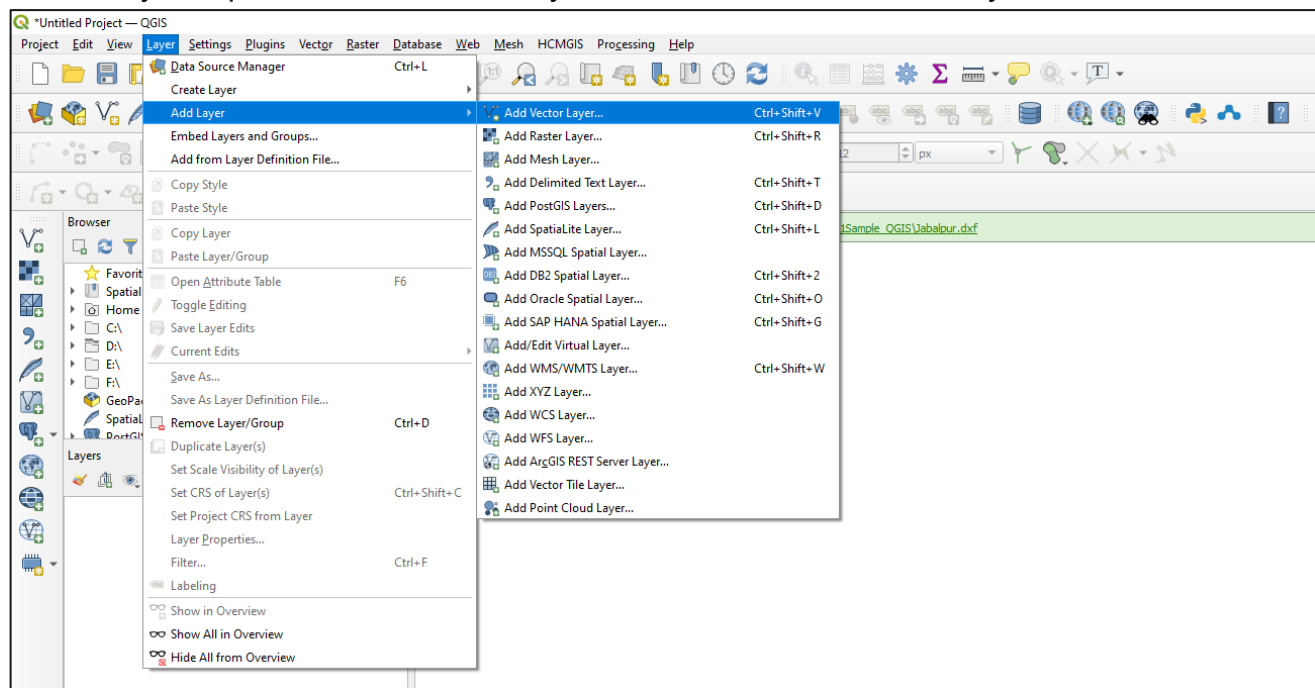 *Untitled Project — QGIS
Project Edit View Layer Settings Plugins Vector Raster Database Web Mesh HCMGIS Processing Help
Data Source Manager Ctrl+L
Create Layer
Add Layer
Embed Layers and Groups...
Add from Layer Definition File...
Copy Style
Paste Style
Copy Layer
Paste Layer/Group
Open Attribute Table F6
Toggle Editing
Save Layer Edits
Current Edits
Save As...
Save As Layer Definition File...
Remove Layer/Group Ctrl+D
Duplicate Layer(s)
Set Scale Visibility of Layer(s)
Set CRS of Layer(s) Ctrl+Shift+C
Set Project CRS from Layer
Layer Properties...
Filter... Ctrl+F
Labeling
Show in Overview
Show All in Overview
Hide All from Overview
Add Vector Layer... Ctrl+Shift+V
Add Raster Layer... Ctrl+Shift+R
Add Mesh Layer...
Add Delimited Text Layer... Ctrl+Shift+T
Add PostGIS Layers... Ctrl+Shift+D
Add SpatiaLite Layer... Ctrl+Shift+L
Add MSSQL Spatial Layer...
Add DB2 Spatial Layer... Ctrl+Shift+2
Add Oracle Spatial Layer... Ctrl+Shift+O
Add SAP HANA Spatial Layer... Ctrl+Shift+G
Add/Edit Virtual Layer...
Add WMS/WMTS Layer... Ctrl+Shift+W
Add XYZ Layer...
Add WCS Layer...
Add WFS Layer...
Add ArcGIS REST Server Layer...
Add Vector Tile Layer...
Add Point Cloud Layer...
px
1Sample_QGIS\Jabalpur.dxf
Browser
Favorit
Spatial
Home
C:\
D:\
E:\
F:\
GeoPa
Spatial
PostGIS
Layers